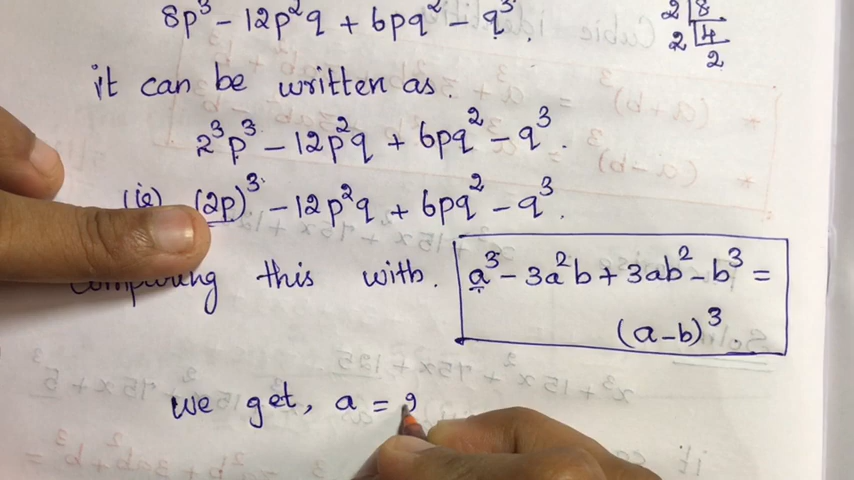 8p³ - 12p²q + 6pq² - q³.
2 8
2 4
2
it can be written as.
2³p³ - 12p²q + 6pq² - q³.
(ie) (2p)³ - 12p²q + 6pq² - q³.
comparing this with. a³ - 3a²b + 3ab² - b³ =
(a-b)³.
we get, a =